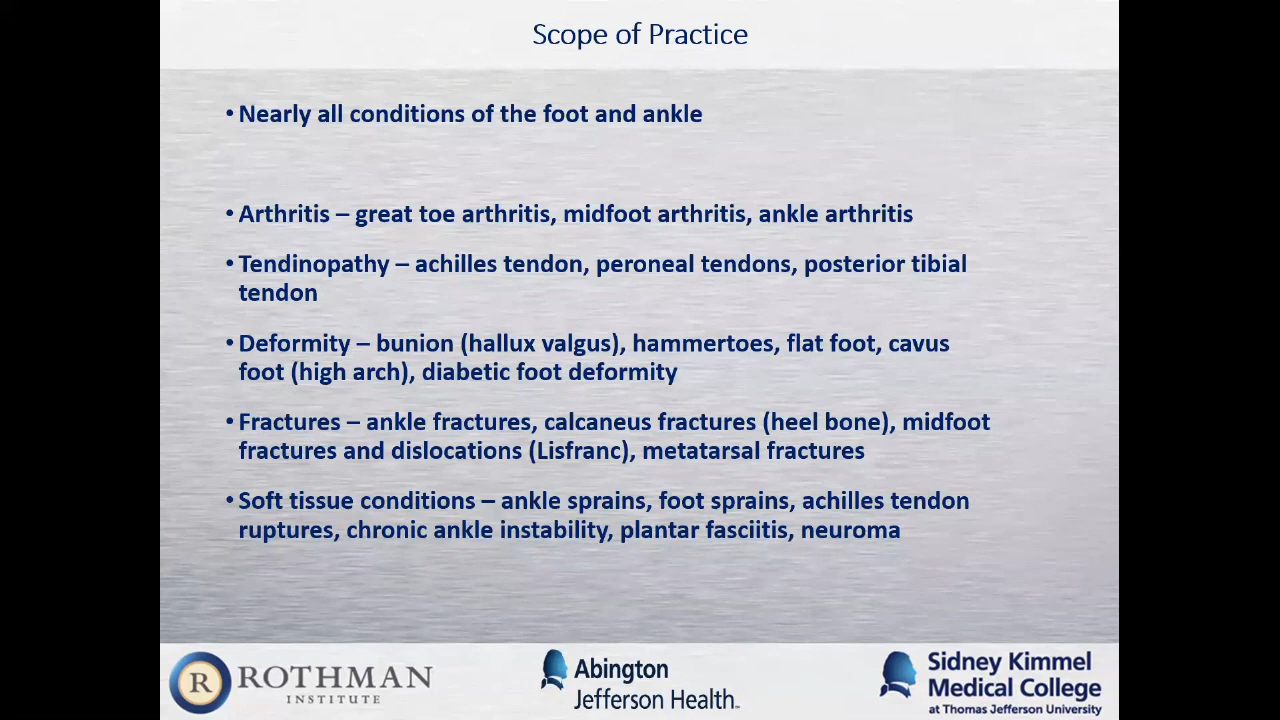 Scope of Practice
• Nearly all conditions of the foot and ankle
• Arthritis – great toe arthritis, midfoot arthritis, ankle arthritis
• Tendinopathy – achilles tendon, peroneal tendons, posterior tibial
tendon
• Deformity – bunion (hallux valgus), hammertoes, flat foot, cavus
foot (high arch), diabetic foot deformity
• Fractures – ankle fractures, calcaneus fractures (heel bone), midfoot
fractures and dislocations (Lisfranc), metatarsal fractures
• Soft tissue conditions – ankle sprains, foot sprains, achilles tendon
ruptures, chronic ankle instability, plantar fasciitis, neuroma
R ROTHMAN
INSTITUTE
Abington
Jefferson Health
Sidney Kimmel
Medical College
at Thomas Jefferson University